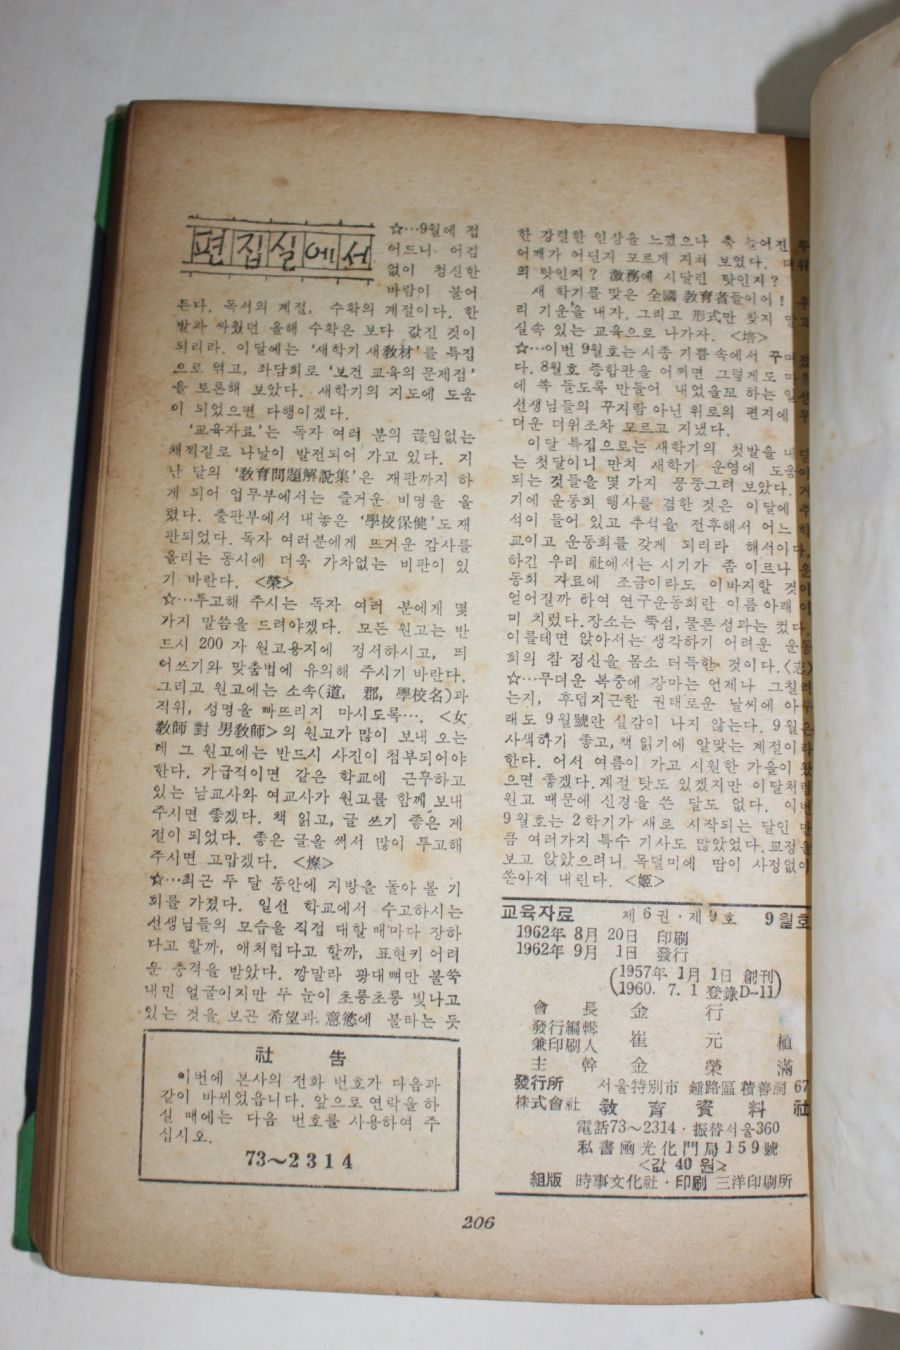 편집실에서
☆…9월에 접
어드니 어김
없이 청신한
바람이 불어
든다. 독서의 계절, 수확의 계절이다. 한
발과 싸웠던 올해 수확은 보다 값진 것이
되리라. 이달에는 ‘새학기 새敎材’를 특집
으로 엮고, 좌담회로 ‘보건 교육의 문제점’
을 토론해 보았다. 새학기의 지도에 도움
이 되었으면 다행이겠다.
‘교육자료’는 독자 여러 분의 끊임없는
채찍질로 나날이 발전되어 가고 있다. 지
난 달의 ‘敎育問題解說集’은 재판까지 하
게 되어 업무부에서는 즐거운 비명을 올
렸다. 출판부에서 내놓은 ‘學校保健’도 재
판되었다. 독자 여러분에게 뜨거운 감사를
올리는 동시에 더욱 가차없는 비판이 있
기 바란다. <榮>
☆…투고해 주시는 독자 여러 분에게 몇
가지 말씀을 드려야겠다. 모든 원고는 반
드시 200자 원고용지에 정서하시고, 띄
어쓰기와 맞춤법에 유의해 주시기 바란다.
그리고 원고에는 소속(道, 郡, 學校名)과
직위, 성명을 빠뜨리지 마시도록…. <女
敎師 對 男敎師>의 원고가 많이 보내 오는
데 그 원고에는 반드시 사진이 첨부되어야
한다. 가급적이면 같은 학교에 근무하고
있는 남교사와 여교사가 원고를 함께 보내
주시면 좋겠다. 책 읽고, 글 쓰기 좋은 계
절이 되었다. 좋은 글을 써서 많이 투고해
주시면 고맙겠다. <燦>
☆…최근 두 달 동안에 지방을 돌아 볼 기
회를 가졌다. 일선 학교에서 수고하시는
선생님들의 모습을 직접 대할 때마다 장하
다고 할까, 애처럽다고 할까, 표현키 어려
운 충격을 받았다. 깡말라 광대뼈만 불쑥
내민 얼굴이지만 두 눈이 초롱초롱 빛나고
있는 것을 보곤 希望과 意慾에 불타는 듯
社告
이번에 본사의 전화 번호가 다음과
같이 바뀌었읍니다. 앞으로 연락을 하
실 때에는 다음 번호를 사용하여 주
십시오.
73~2314
한 강렬한 인상을 느꼈으나 축 늘어진 두
어깨가 어딘지 모르게 지쳐 보였다. 더위
의 탓인지? 激務에 시달린 탓인지?
새 학기를 맞은 全國 敎育者들이어! 우
리 기운을 내자. 그리고 形式만 찾지 말고
실속 있는 교육으로 나가자. <培>
☆…이번 9월호는 시종 기쁨 속에서 꾸며졌
다. 8월호 종합판을 어쩌면 그렇게도 마음
에 쏙 들도록 만들어 내었을꼬 하는 일선
선생님들의 꾸지람 아닌 위로의 편지에 무
더운 더위조차 모르고 지냈다.
이달 특집으로는 새학기의 첫발을 내딛
는 첫달이니 만치 새학가 운영에 도움이
되는 것들을 몇 가지 뭉뚱그려 보았다. 거
기에 운동회 행사를 겸한 것은 이달에 추
석이 들어 있고 추석을 전후해서 어느 학
교이고 운동회를 갖게 되리라 해서이다.
하긴 우리 社에서는 시기가 좀 이르나 운
동회 자료에 조금이라도 이바지할 것이
얻어질까 하여 연구운동회란 이름 아래 이
미 치렀다. 장소는 뚝섬, 물론 성과는 컸다.
이를테면 앉아서는 생각하기 어려운 운동
회의 참 정신을 몸소 터득한 것이다. <志>
☆…무더운 복중에 장마는 언제나 그칠려
는지, 후덥지근한 권태로운 날씨에 아무
래도 9월號란 실감이 나지 않는다. 9월은
사색하기 좋고, 책 읽기에 알맞는 계절이라
한다. 어서 여름이 가고 시원한 가을이 왔
으면 좋겠다. 계절 탓도 있겠지만 이달처럼
원고 때문에 신경을 쓴 달도 없다. 이번
9월호는 2학기가 새로 시작되는 달인 만
큼 여러가지 특수 기사도 많았었다. 교정을
보고 앉았으려니 목덜미에 땀이 사정없이
쏟아져 내린다. <姬>
교육자료 제6권·제9호 9월호
1962年 8月 20日 印刷
1962年 9月 1日 發行
(1957年 1月 1日 創刊
1960. 7. 1 登錄D-11)
會長 金 行
發行編輯
兼印刷人 崔元植
主幹 金榮滿
發行所 서울特別市 鍾路區 積善洞 67
株式會社 敎育資料社
電話73~2314·振替서울360
私書函光化門局159號
<값 40원>
組版 時事文化社·印刷 三洋印刷所
206